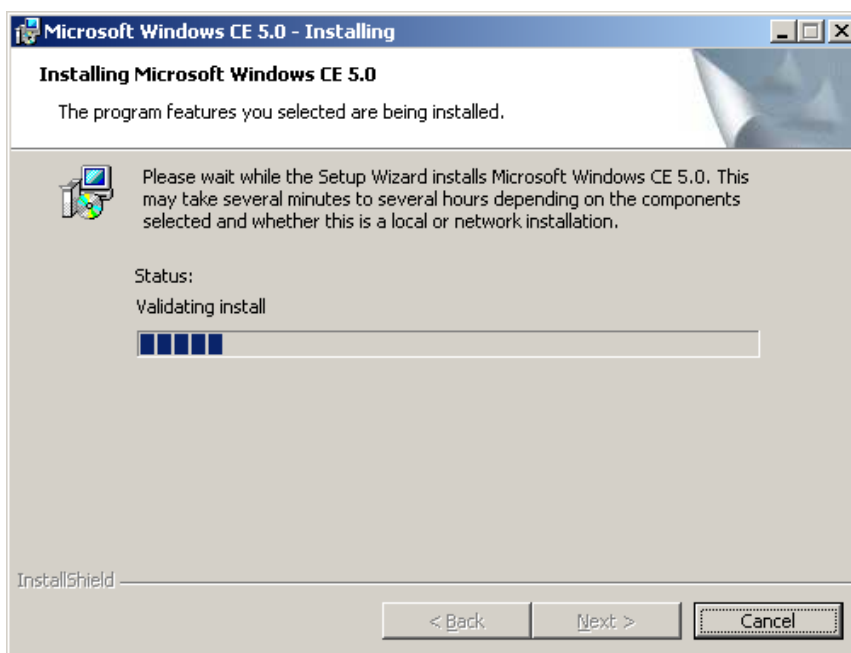 Microsoft Windows CE 5.0 - Installing
Installing Microsoft Windows CE 5.0
The program features you selected are being installed.
Please wait while the Setup Wizard installs Microsoft Windows CE 5.0. This
may take several minutes to several hours depending on the components
selected and whether this is a local or network installation.
Status:
Validating install
InstallShield
< Back Next > Cancel